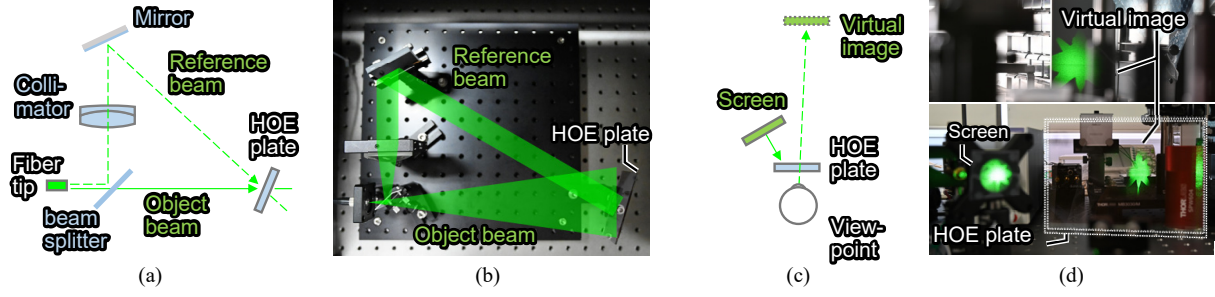 Mirror
Reference
beam
Colli-
mator
HOE
plate
Fiber
tip
Object
beam
beam
splitter
(a)
Reference
beam
HOE plate
Object beam
(b)
Virtual
image
Screen
HOE
plate
View-
point
(c)
Virtual image
Screen
HOE plate
(d)